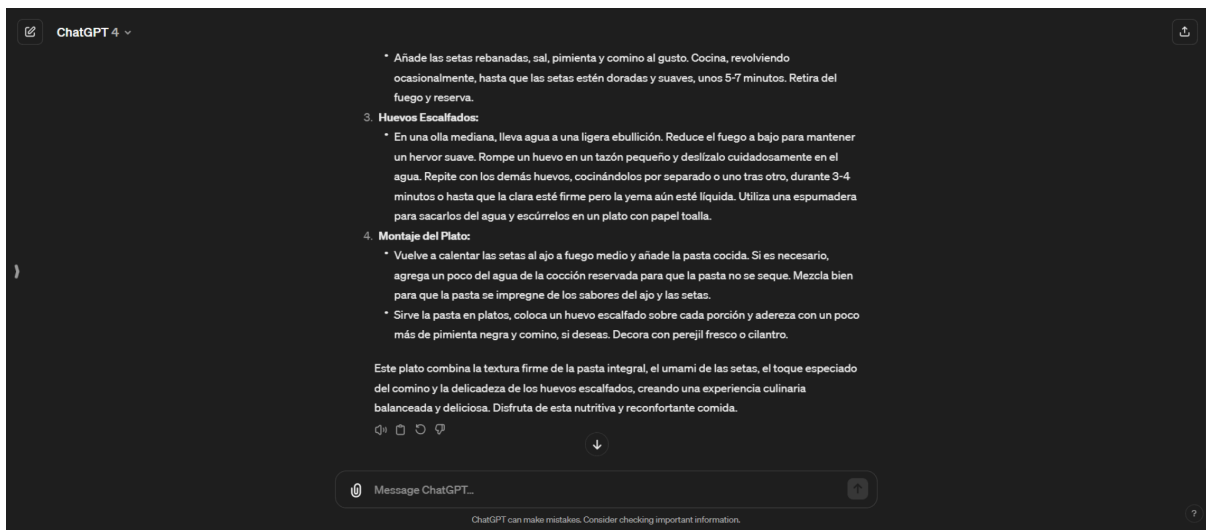 ChatGPT 4
• Añade las setas rebanadas, sal, pimienta y comino al gusto. Cocina, revolviendo
ocasionalmente, hasta que las setas estén doradas y suaves, unos 5-7 minutos. Retira del
fuego y reserva.
3. Huevos Escalfados:
• En una olla mediana, lleva agua a una ligera ebullición. Reduce el fuego a bajo para mantener
un hervor suave. Rompe un huevo en un tazón pequeño y deslízalo cuidadosamente en el
agua. Repite con los demás huevos, cocinándolos por separado o uno tras otro, durante 3-4
minutos o hasta que la clara esté firme pero la yema aún esté líquida. Utiliza una espumadera
para sacarlos del agua y escúrrelos en un plato con papel toalla.
4. Montaje del Plato:
• Vuelve a calentar las setas al ajo a fuego medio y añade la pasta cocida. Si es necesario,
agrega un poco del agua de la cocción reservada para que la pasta no se seque. Mezcla bien
para que la pasta se impregne de los sabores del ajo y las setas.
• Sirve la pasta en platos, coloca un huevo escalfado sobre cada porción y adereza con un poco
más de pimienta negra y comino, si deseas. Decora con perejil fresco o cilantro.
Este plato combina la textura firme de la pasta integral, el umami de las setas, el toque especiado
del comino y la delicadeza de los huevos escalfados, creando una experiencia culinaria
balanceada y deliciosa. Disfruta de esta nutritiva y reconfortante comida.
Message ChatGPT...
ChatGPT can make mistakes. Consider checking important information.
?